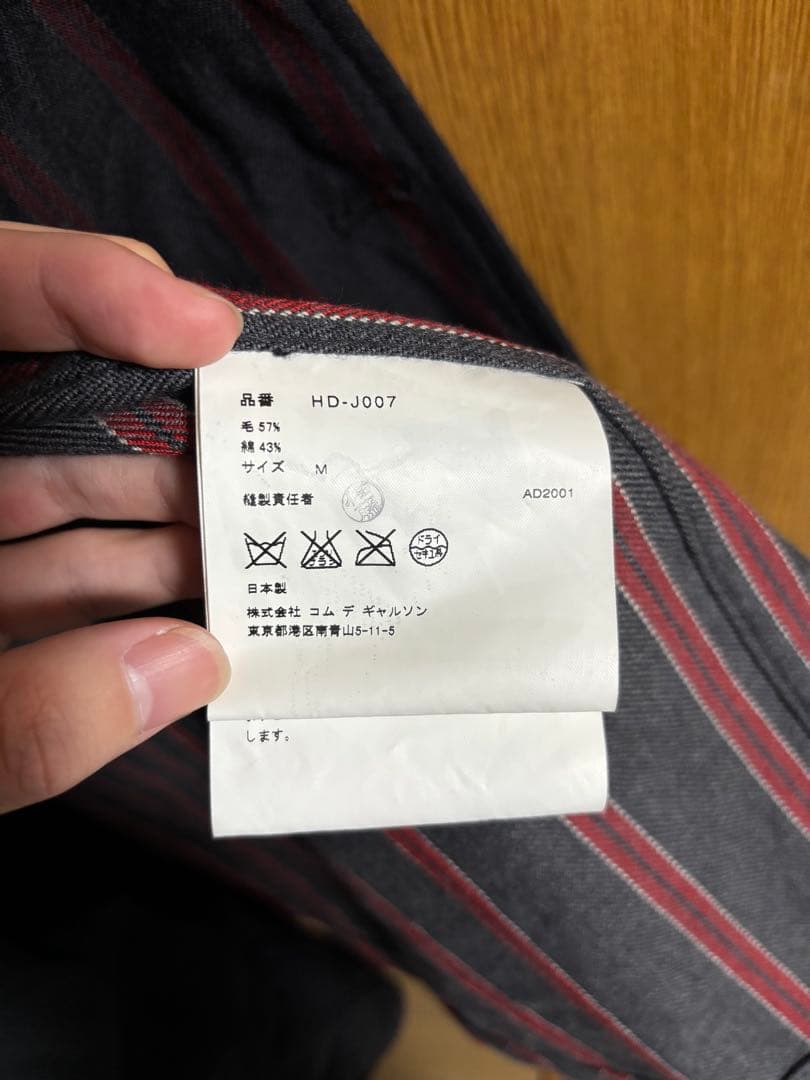 品番 HD-J007
毛 57%
綿 43%
サイズ M
縫製責任者
AD2001
ドライ
日本製
株式会社 コム デ ギャルソン
東京都港区南青山5-11-5
します。